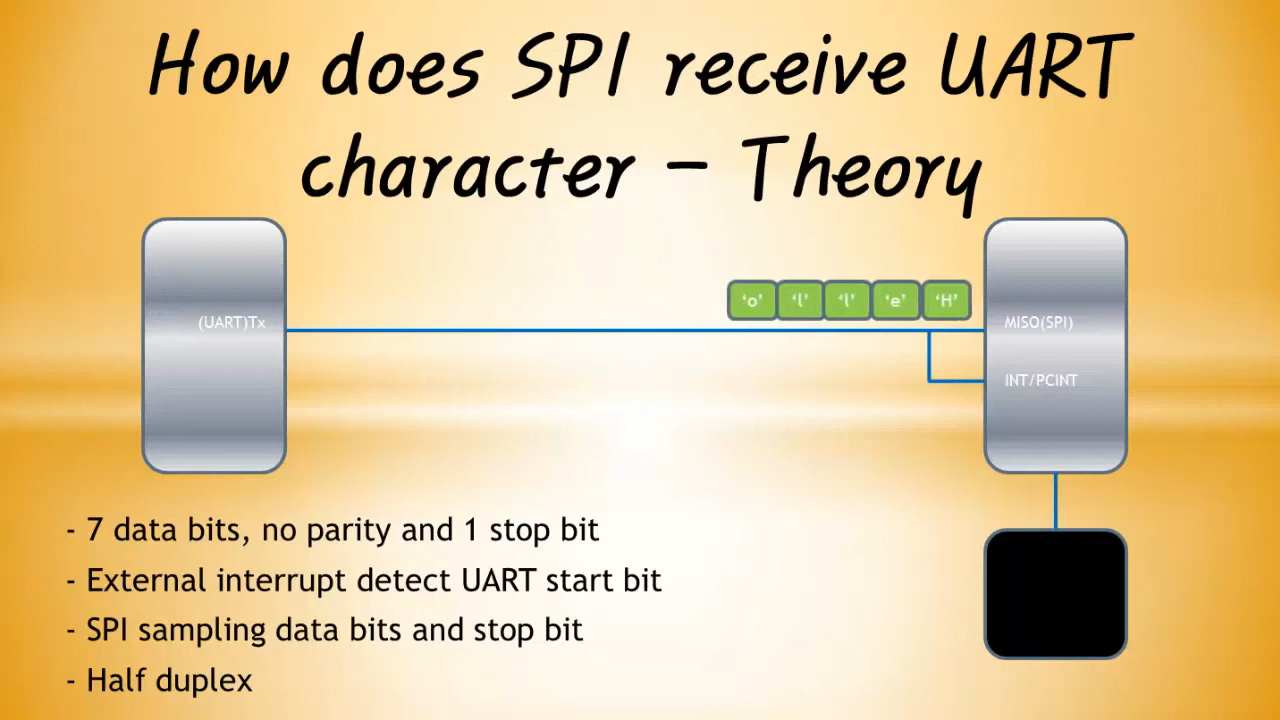 How does SPI receive UART
character – Theory
‘o’ ‘l’ ‘l’ ‘e’ ‘H’
(UART)Tx
MISO(SPI)
INT/PCINT
- 7 data bits, no parity and 1 stop bit
- External interrupt detect UART start bit
- SPI sampling data bits and stop bit
- Half duplex